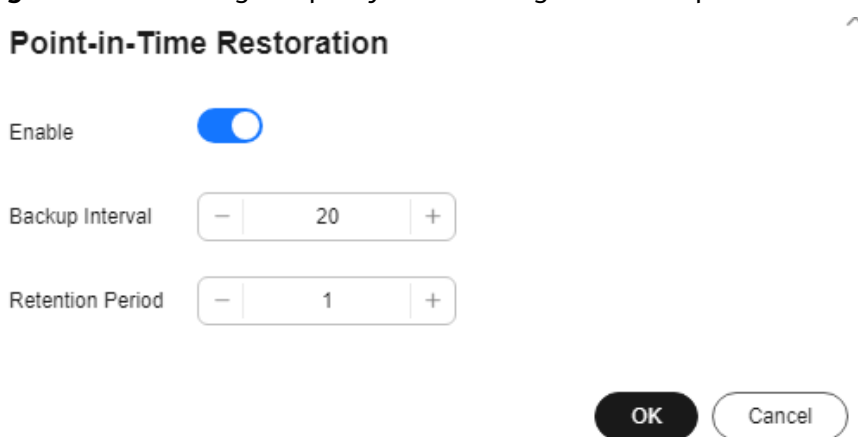 Point-in-Time Restoration
Enable
Backup Interval − 20 +
Retention Period − 1 +
OK Cancel